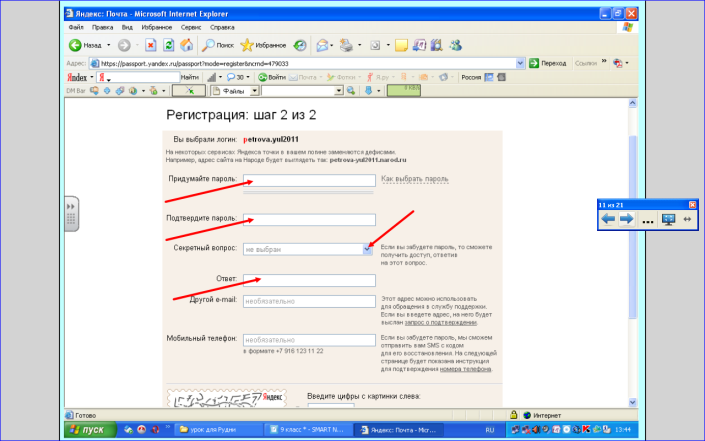 Яндекс: Почта - Microsoft Internet Explorer
Файл Правка Вид Избранное Сервис Справка
Назад Поиск Избранное
Адрес: https://passport.yandex.ru/passport?mode=register&ncrnd=479033 Переход Ссылки »
Яndex Я Найти 30 Войти Почта Фотки Я.ру Россия
DM Bar Файлы
Регистрация: шаг 2 из 2
Вы выбрали логин: petrova.yul2011
На некоторых сервисах Яндекса точки в вашем логине заменяются дефисами.
Например, адрес сайта на Народе будет выглядеть так: petrova-yul2011.narod.ru
Придумайте пароль: Как выбрать пароль
Подтвердите пароль:
Секретный вопрос: не выбран
Если вы забудете пароль, то сможете
получить доступ, ответив
на этот вопрос.
Ответ:
Другой e-mail: необязательно
Этот адрес можно использовать
для обращения в службу поддержки.
Если вы введете адрес, на него будет
выслан запрос о подтверждении.
Мобильный телефон: необязательно
в формате +7 916 123 11 22
Если вы забудете пароль, мы сможем
отправить вам SMS с кодом
для его восстановления. На следующей
странице будет показана инструкция
для подтверждения номера телефона.
Яндекс
Введите цифры с картинки слева:
11 из 21
Готово Интернет
пуск » урок для Рудни 9 класс * - SMART N... Яндекс: Почта - Micr... RU 13:44